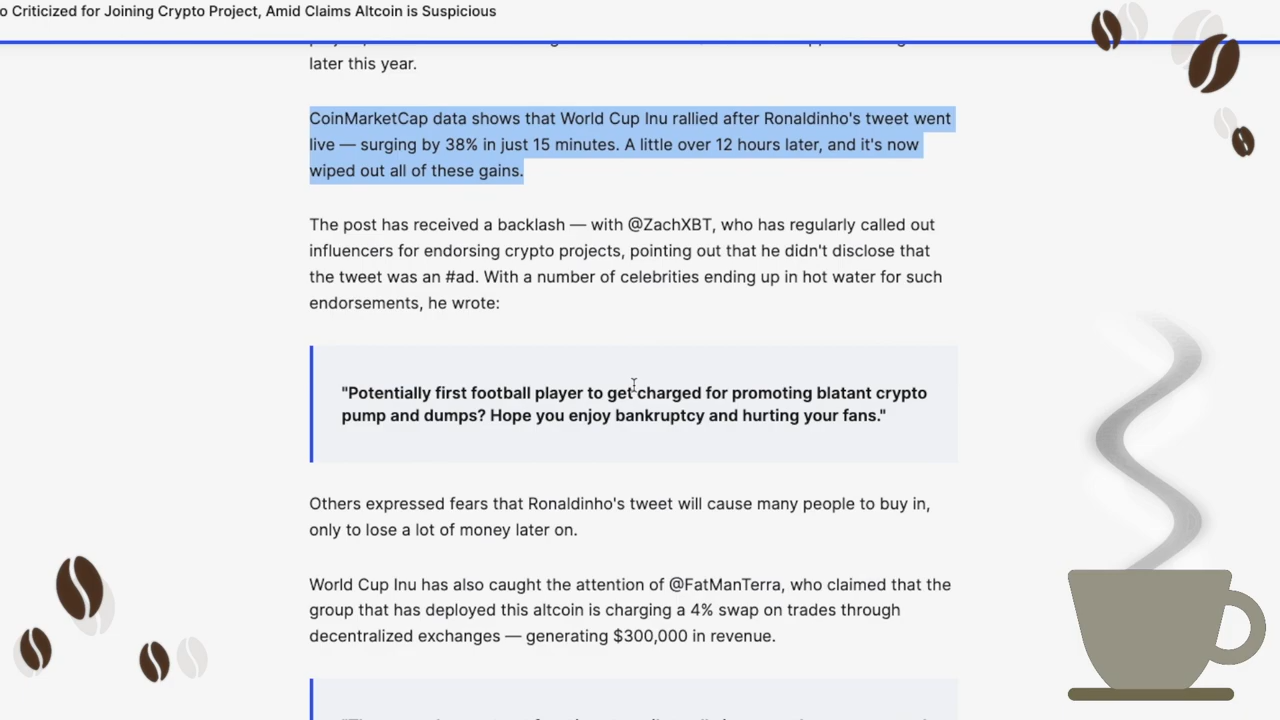 o Criticized for Joining Crypto Project, Amid Claims Altcoin is Suspicious
later this year.
CoinMarketCap data shows that World Cup Inu rallied after Ronaldinho's tweet went
live — surging by 38% in just 15 minutes. A little over 12 hours later, and it's now
wiped out all of these gains.
The post has received a backlash — with @ZachXBT, who has regularly called out
influencers for endorsing crypto projects, pointing out that he didn't disclose that
the tweet was an #ad. With a number of celebrities ending up in hot water for such
endorsements, he wrote:
"Potentially first football player to get charged for promoting blatant crypto
pump and dumps? Hope you enjoy bankruptcy and hurting your fans."
Others expressed fears that Ronaldinho's tweet will cause many people to buy in,
only to lose a lot of money later on.
World Cup Inu has also caught the attention of @FatManTerra, who claimed that the
group that has deployed this altcoin is charging a 4% swap on trades through
decentralized exchanges — generating $300,000 in revenue.